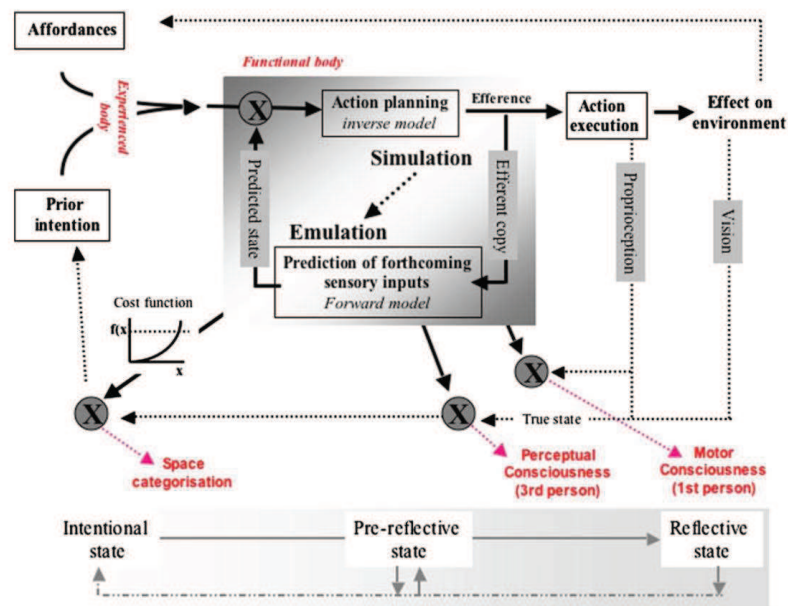 Affordances
Functional body
Experienced
body
X
Action planning
inverse model
Efference
Action
execution
Effect on
environment
Simulation
Predicted state
Efferent copy
Proprioception
Vision
Prior
intention
Emulation
Prediction of forthcoming
sensory inputs
Forward model
Cost function
f(x
x
X
X
X
True state
Space
categorisation
Perceptual
Consciousness
(3rd person)
Motor
Consciousness
(1st person)
Intentional
state
Pre-reflective
state
Reflective
state